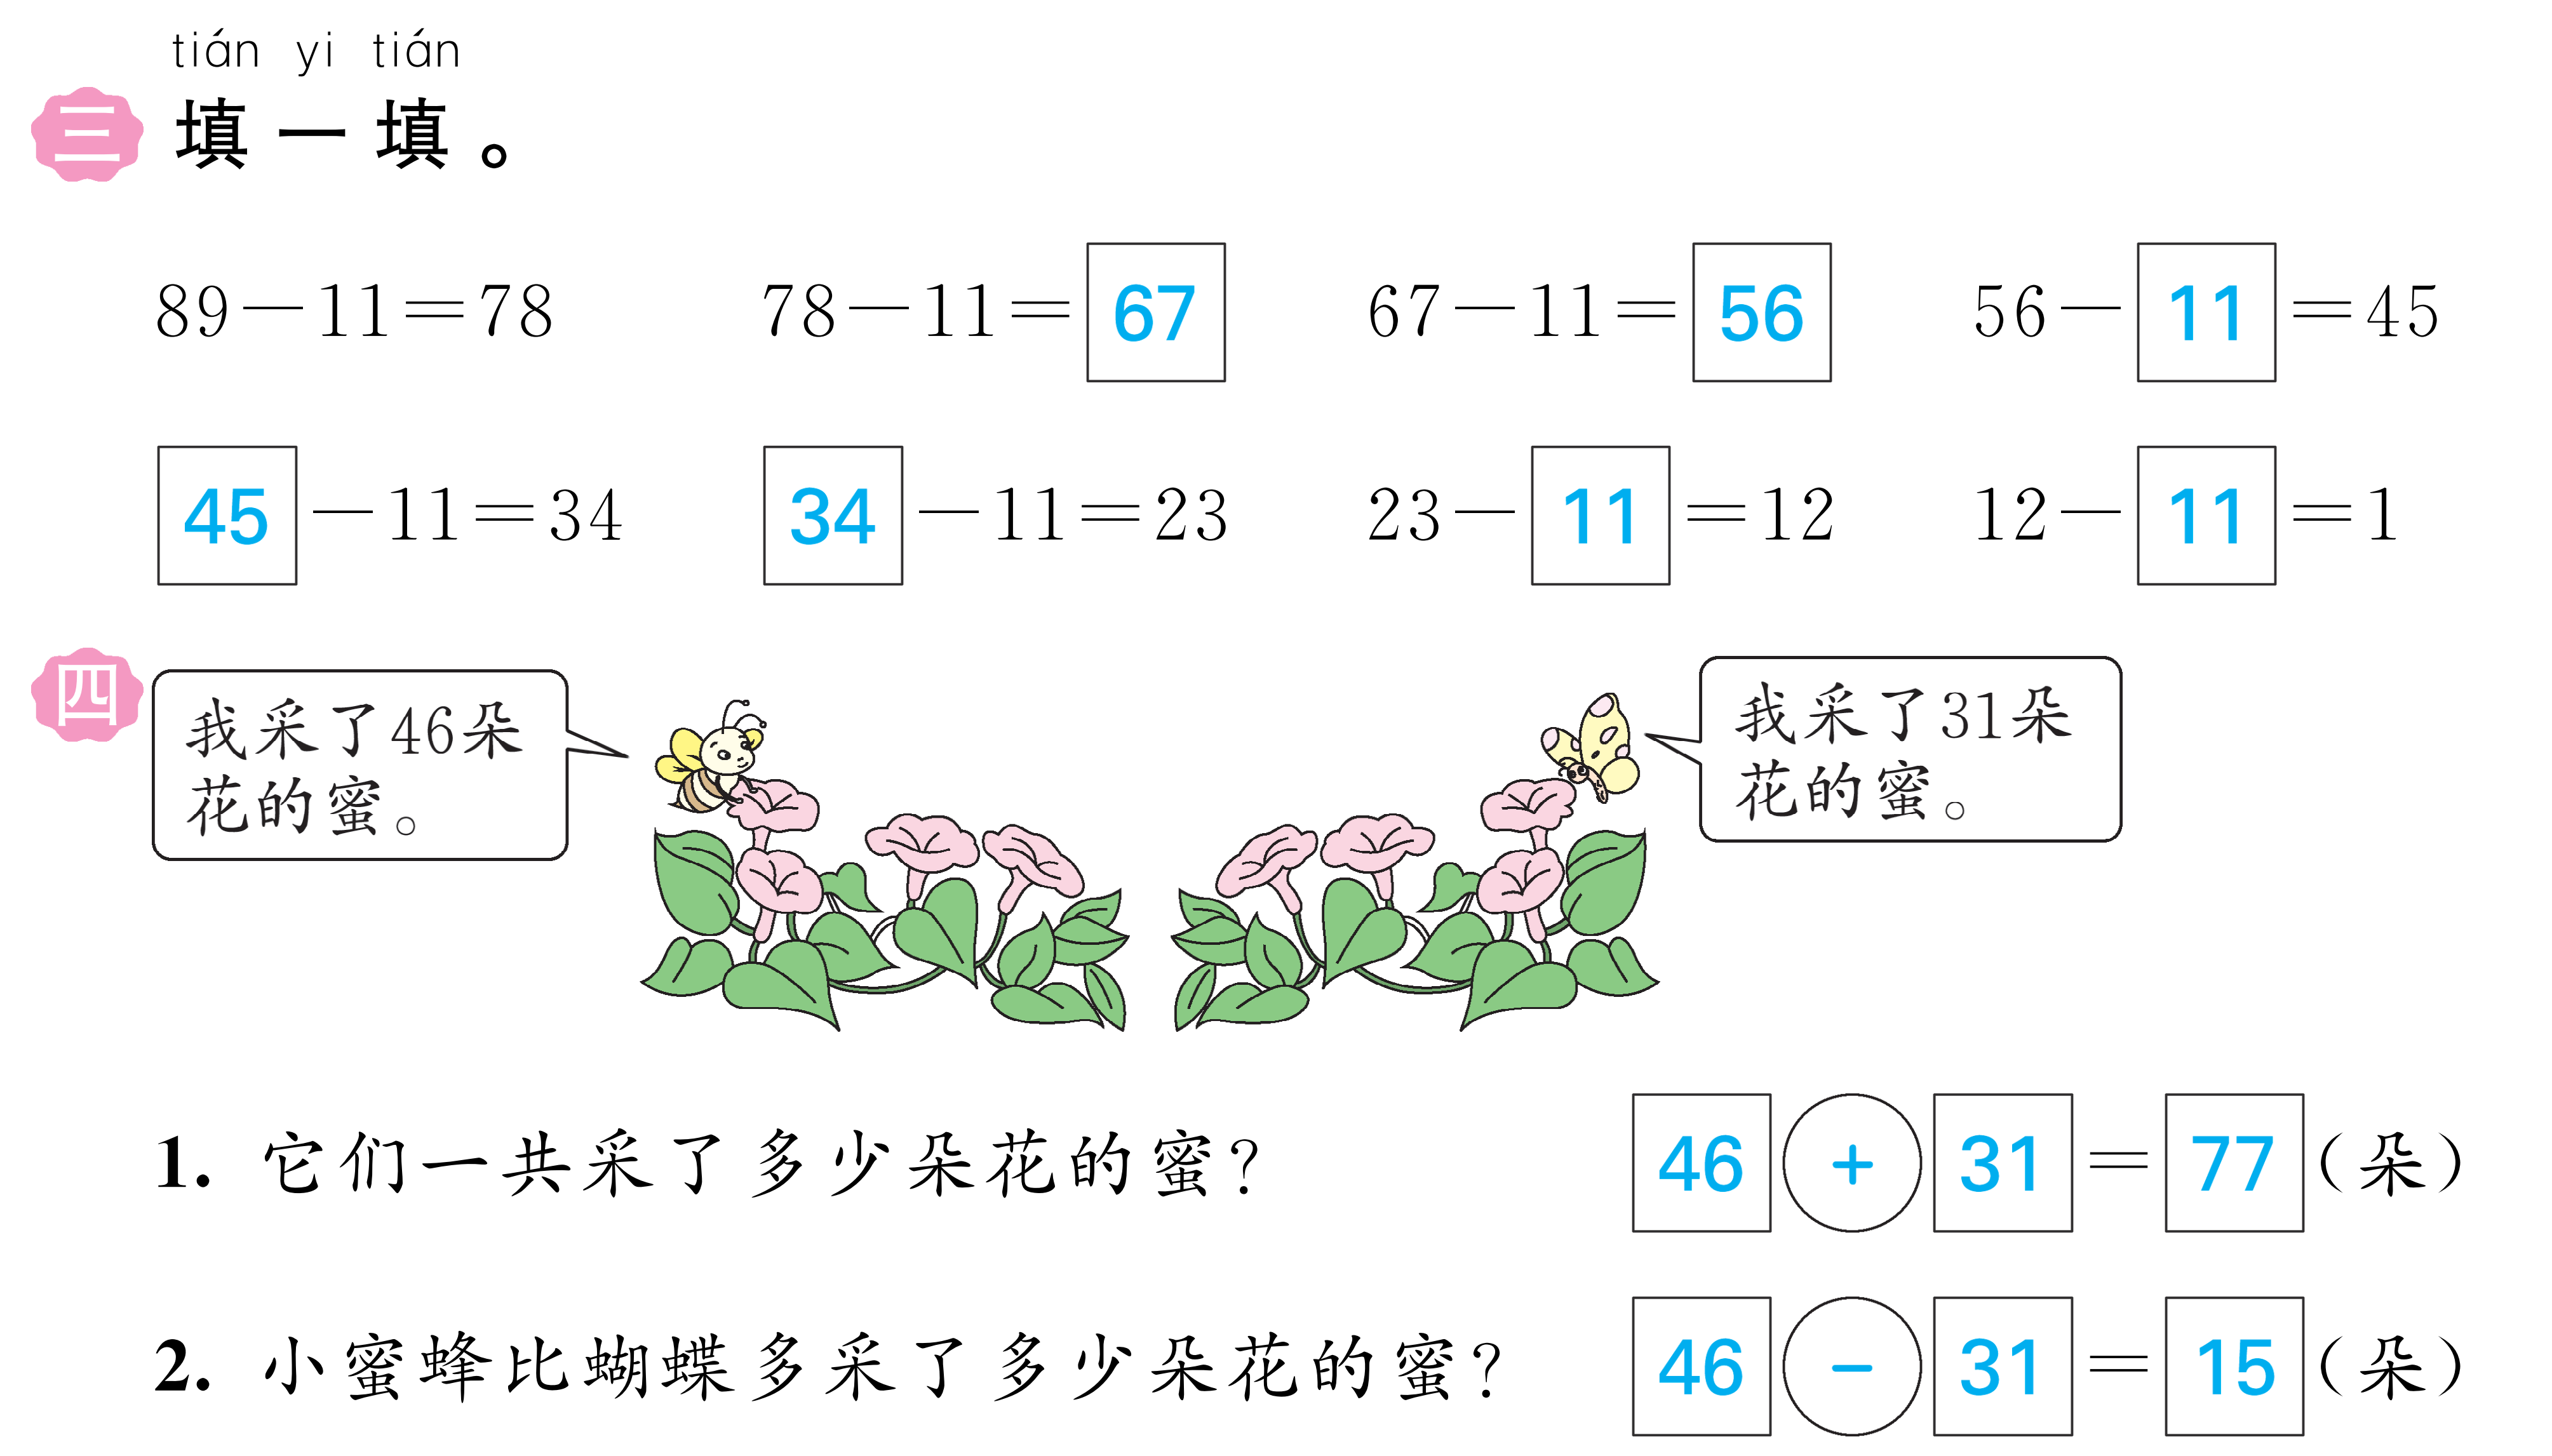 tián yi tián
三 填一填。
89－11＝78 78－11＝67 67－11＝56 56－11＝45
45－11＝34 34－11＝23 23－11＝12 12－11＝1
四
我采了46朵
花的蜜。
我采了31朵
花的蜜。
1. 它们一共采了多少朵花的蜜? 46+31＝77(朵)
2. 小蜜蜂比蝴蝶多采了多少朵花的蜜? 46－31＝15(朵)